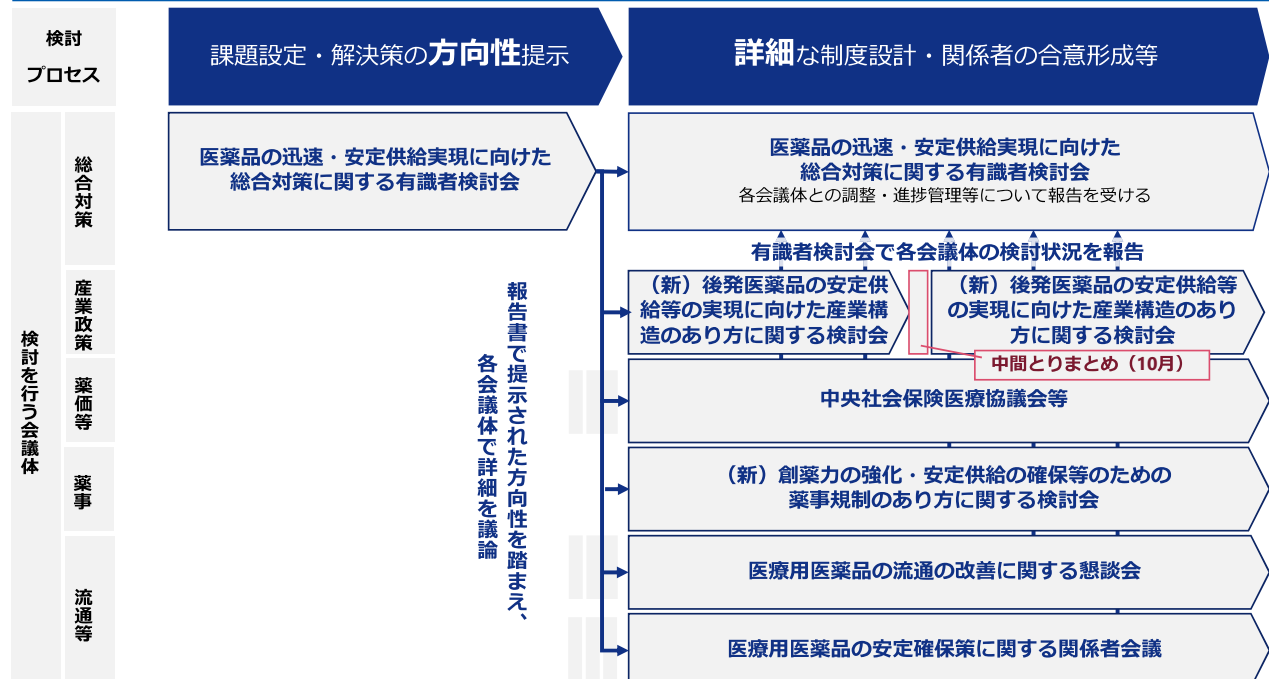 検討
プロセス
課題設定・解決策の方向性提示
詳細な制度設計・関係者の合意形成等
検討を行う会議体
総合対策
医薬品の迅速・安定供給実現に向けた
総合対策に関する有識者検討会
医薬品の迅速・安定供給実現に向けた
総合対策に関する有識者検討会
各会議体との調整・進捗管理等について報告を受ける
有識者検討会で各会議体の検討状況を報告
報告書で提示された方向性を踏まえ、
各会議体で詳細を議論
産業政策
（新）後発医薬品の安定供
給等の実現に向けた産業構
造のあり方に関する検討会
（新）後発医薬品の安定供給等
の実現に向けた産業構造のあり
方に関する検討会
中間とりまとめ（10月）
薬価等
中央社会保険医療協議会等
薬事
（新）創薬力の強化・安定供給の確保等のための
薬事規制のあり方に関する検討会
流通等
医療用医薬品の流通の改善に関する懇談会
医療用医薬品の安定確保策に関する関係者会議